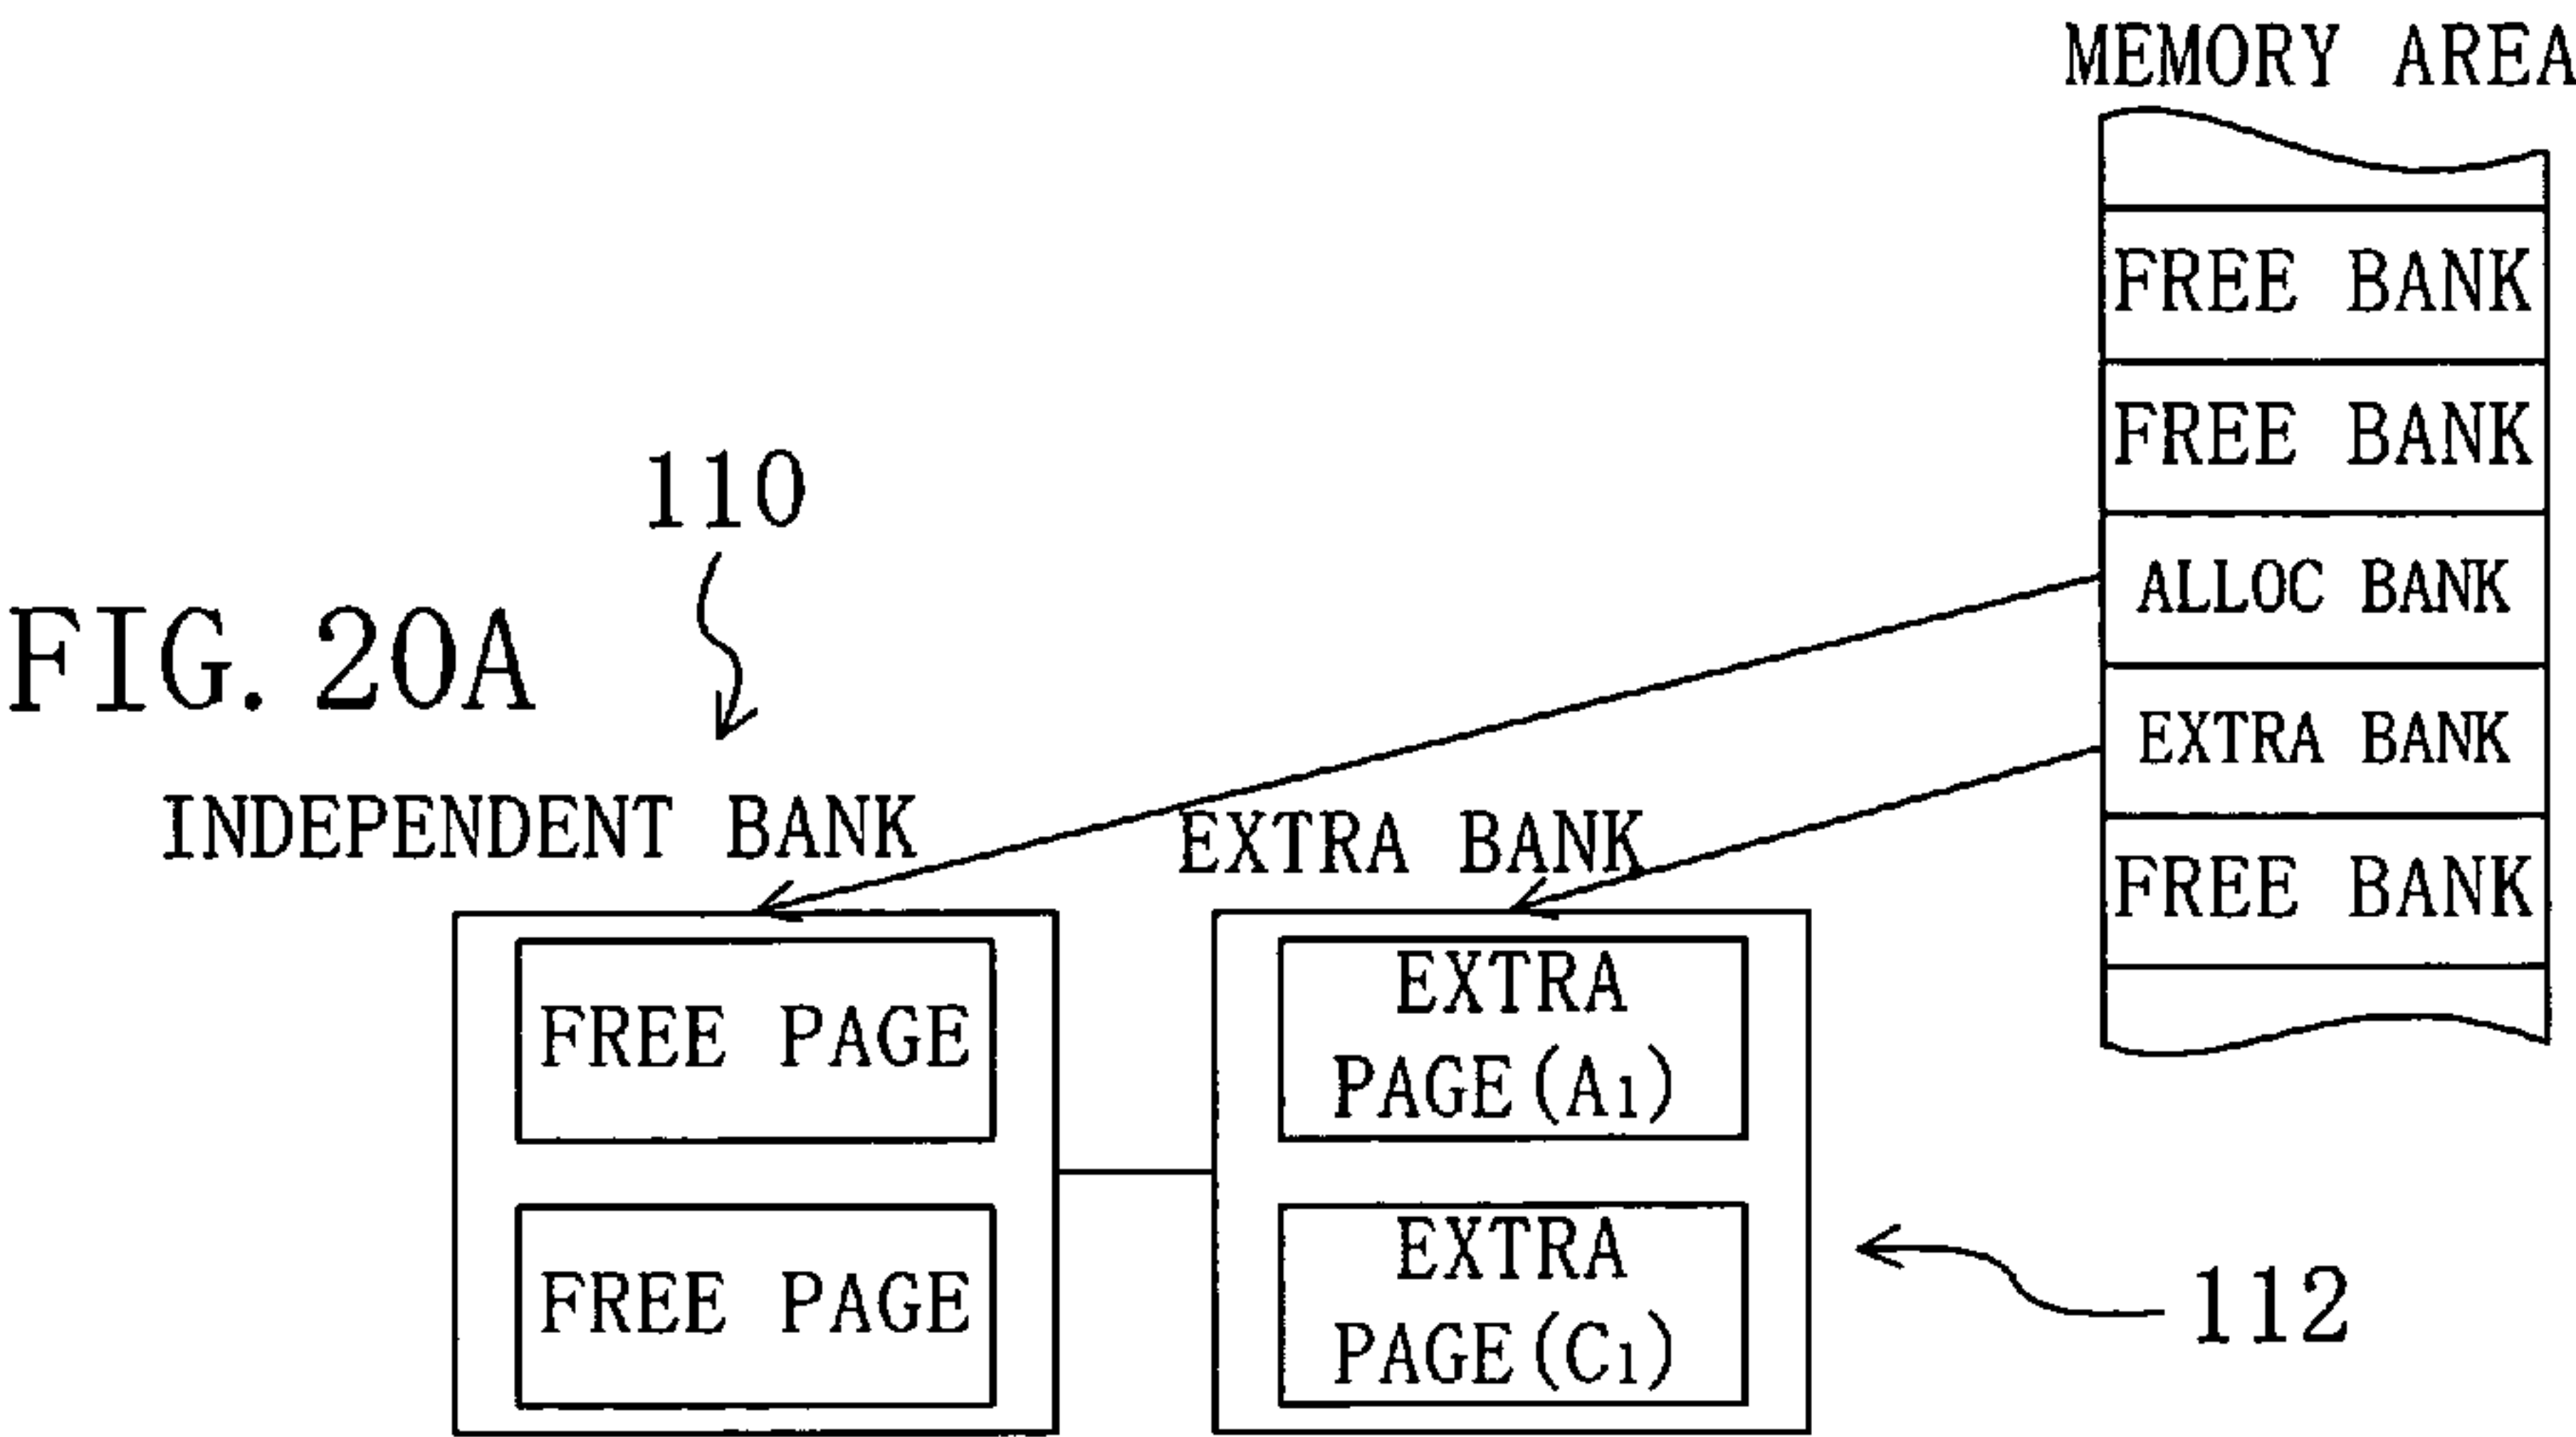 MEMORY AREA
FREE BANK
FREE BANK
ALLOC BANK
EXTRA BANK
FREE BANK
110
FIG. 20A
INDEPENDENT BANK
EXTRA BANK
FREE PAGE
FREE PAGE
EXTRA
PAGE(A1)
EXTRA
PAGE(C1)
112